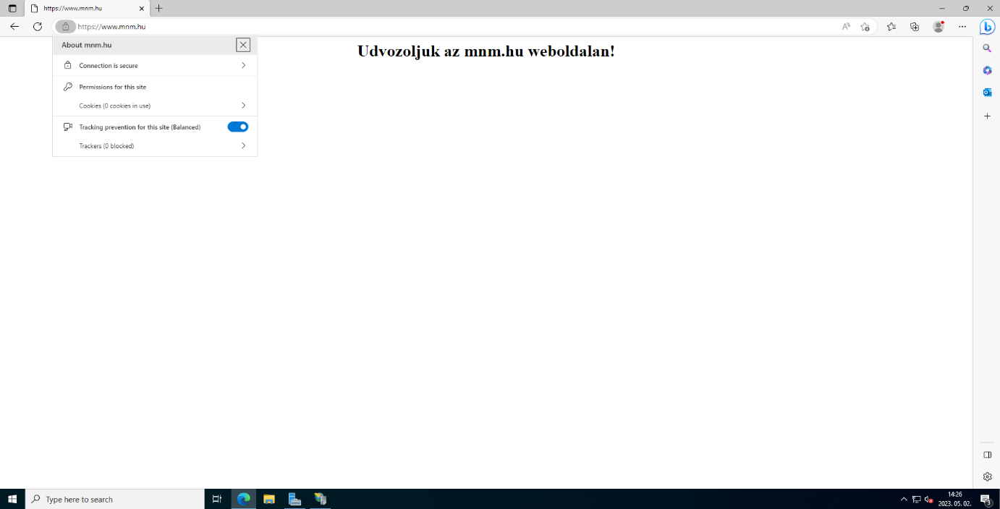 https://www.mnm.hu
https://www.mnm.hu
About mnm.hu
Connection is secure
Permissions for this site
Cookies (0 cookies in use)
Tracking prevention for this site (Balanced)
Trackers (0 blocked)
Udvozoljuk az mnm.hu weboldalan!
Type here to search
14:26
2023. 05. 02.
3